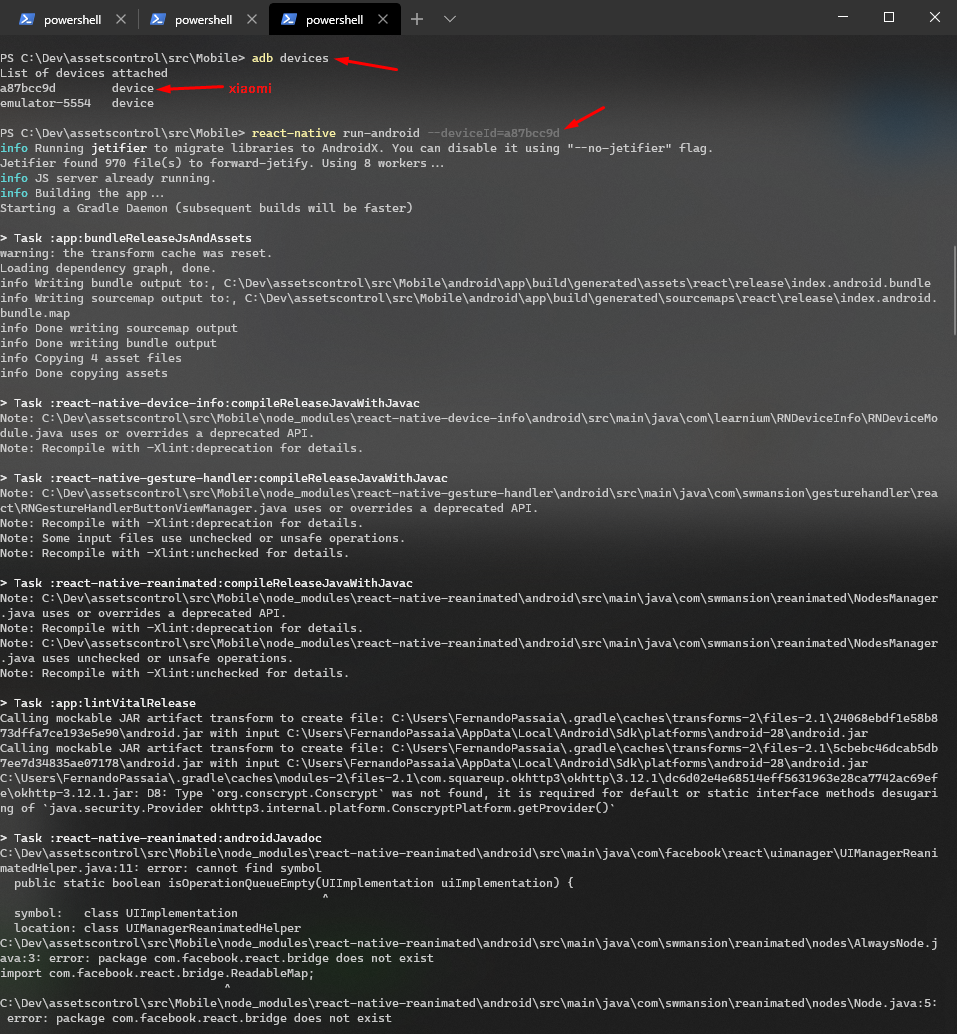 powershell
powershell
powershell
PS C:\Dev\assetscontrol\src\Mobile> adb devices
List of devices attached
a87bcc9d        device
xiaomi
emulator-5554   device
PS C:\Dev\assetscontrol\src\Mobile> react-native run-android --deviceId=a87bcc9d
info Running jetifier to migrate libraries to AndroidX. You can disable it using "--no-jetifier" flag.
Jetifier found 970 file(s) to forward-jetify. Using 8 workers...
info JS server already running.
info Building the app...
Starting a Gradle Daemon (subsequent builds will be faster)
> Task :app:bundleReleaseJsAndAssets
warning: the transform cache was reset.
Loading dependency graph, done.
info Writing bundle output to:, C:\Dev\assetscontrol\src\Mobile\android\app\build\generated\assets\react\release\index.android.bundle
info Writing sourcemap output to:, C:\Dev\assetscontrol\src\Mobile\android\app\build\generated\sourcemaps\react\release\index.android.
bundle.map
info Done writing sourcemap output
info Done writing bundle output
info Copying 4 asset files
info Done copying assets
> Task :react-native-device-info:compileReleaseJavaWithJavac
Note: C:\Dev\assetscontrol\src\Mobile\node_modules\react-native-device-info\android\src\main\java\com\learnium\RNDeviceInfo\RNDeviceMo
dule.java uses or overrides a deprecated API.
Note: Recompile with -Xlint:deprecation for details.
> Task :react-native-gesture-handler:compileReleaseJavaWithJavac
Note: C:\Dev\assetscontrol\src\Mobile\node_modules\react-native-gesture-handler\android\src\main\java\com\swmansion\gesturehandler\rea
ct\RNGestureHandlerButtonViewManager.java uses or overrides a deprecated API.
Note: Recompile with -Xlint:deprecation for details.
Note: Some input files use unchecked or unsafe operations.
Note: Recompile with -Xlint:unchecked for details.
> Task :react-native-reanimated:compileReleaseJavaWithJavac
Note: C:\Dev\assetscontrol\src\Mobile\node_modules\react-native-reanimated\android\src\main\java\com\swmansion\reanimated\NodesManager
.java uses or overrides a deprecated API.
Note: Recompile with -Xlint:deprecation for details.
Note: C:\Dev\assetscontrol\src\Mobile\node_modules\react-native-reanimated\android\src\main\java\com\swmansion\reanimated\NodesManager
.java uses unchecked or unsafe operations.
Note: Recompile with -Xlint:unchecked for details.
> Task :app:lintVitalRelease
Calling mockable JAR artifact transform to create file: C:\Users\FernandoPassaia\.gradle\caches\transforms-2\files-2.1\24068ebdf1e58b8
73dffa7ce193e5e90\android.jar with input C:\Users\FernandoPassaia\AppData\Local\Android\Sdk\platforms\android-28\android.jar
Calling mockable JAR artifact transform to create file: C:\Users\FernandoPassaia\.gradle\caches\transforms-2\files-2.1\5cbebc46dcab5db
7ee7d34835ae07178\android.jar with input C:\Users\FernandoPassaia\AppData\Local\Android\Sdk\platforms\android-28\android.jar
C:\Users\FernandoPassaia\.gradle\caches\modules-2\files-2.1\com.squareup.okhttp3\okhttp\3.12.1\dc6d02e4e68514eff5631963e28ca7742ac69ef
e\okhttp-3.12.1.jar: D8: Type `org.conscrypt.Conscrypt` was not found, it is required for default or static interface methods desugari
ng of `java.security.Provider okhttp3.internal.platform.ConscryptPlatform.getProvider()`
> Task :react-native-reanimated:androidJavadoc
C:\Dev\assetscontrol\src\Mobile\node_modules\react-native-reanimated\android\src\main\java\com\facebook\react\uimanager\UIManagerReani
matedHelper.java:11: error: cannot find symbol
  public static boolean isOperationQueueEmpty(UIImplementation uiImplementation) {
                                              ^
  symbol:   class UIImplementation
  location: class UIManagerReanimatedHelper
C:\Dev\assetscontrol\src\Mobile\node_modules\react-native-reanimated\android\src\main\java\com\swmansion\reanimated\nodes\AlwaysNode.j
ava:3: error: package com.facebook.react.bridge does not exist
import com.facebook.react.bridge.ReadableMap;
                                ^
C:\Dev\assetscontrol\src\Mobile\node_modules\react-native-reanimated\android\src\main\java\com\swmansion\reanimated\nodes\Node.java:5:
 error: package com.facebook.react.bridge does not exist